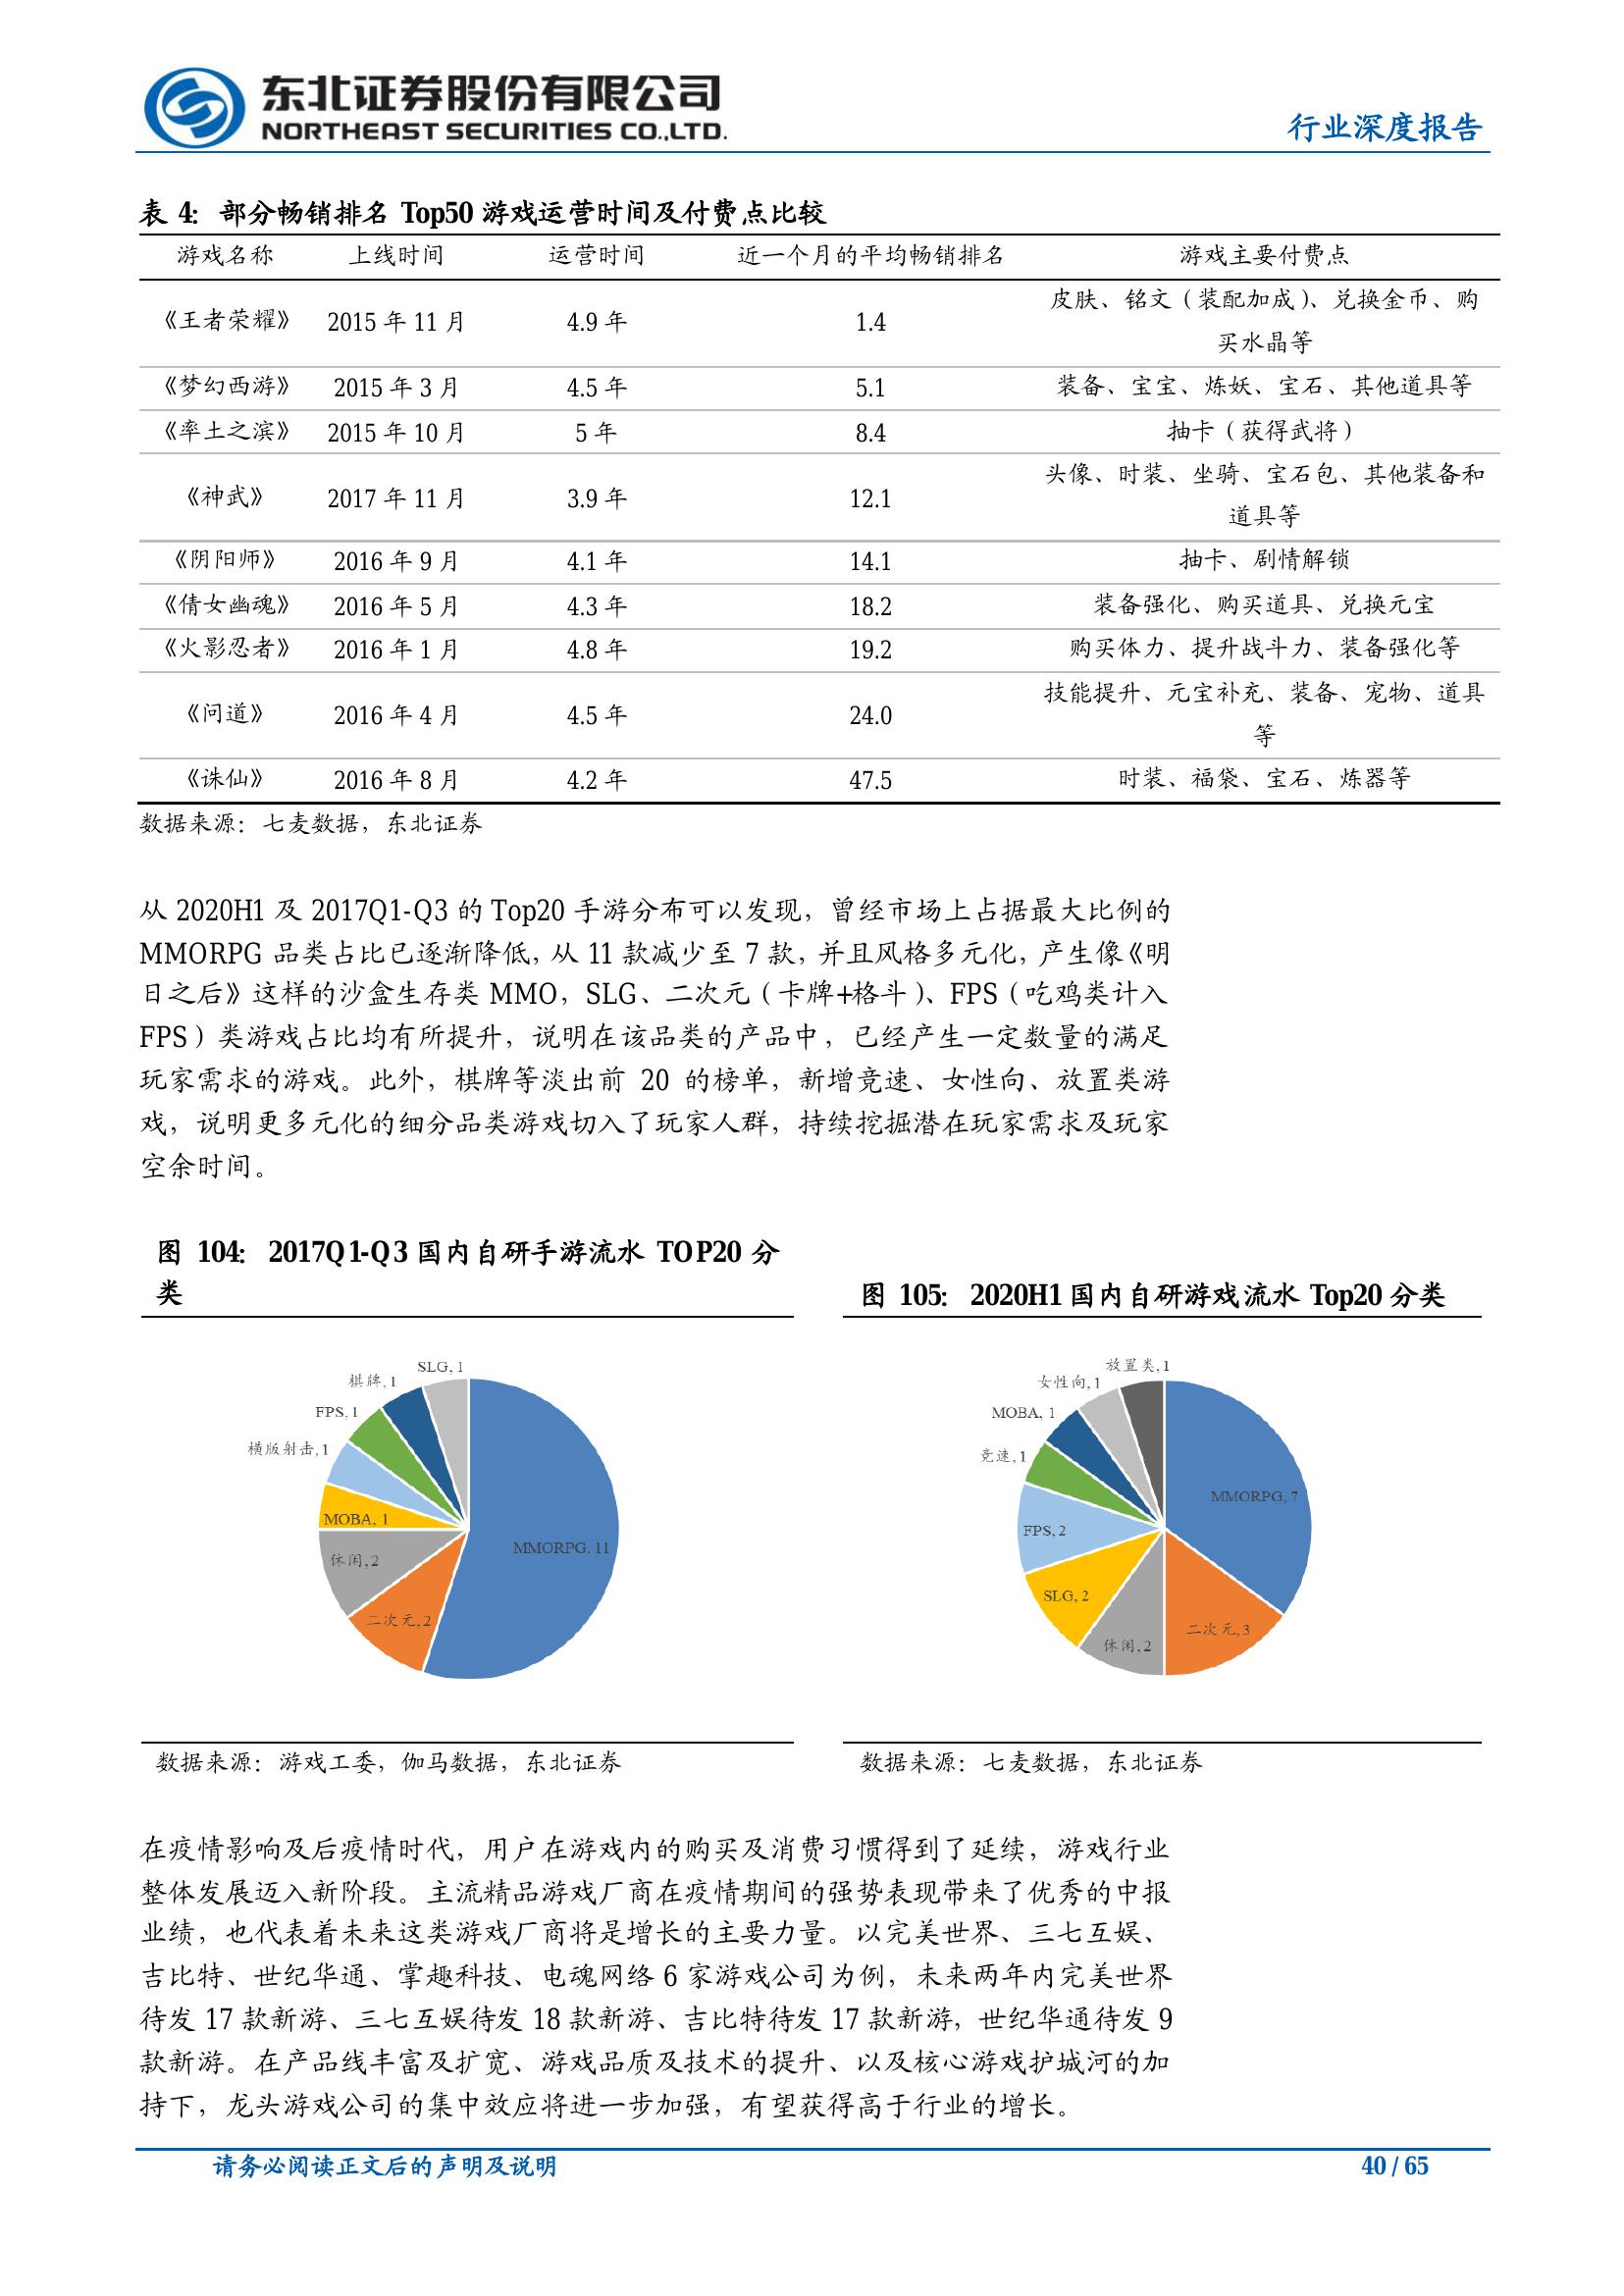 东北证券股份有限公司
NORTHEAST SECURITIES CO.,LTD.
行业深度报告
表 4: 部分畅销排名 Top50 游戏运营时间及付费点比较
游戏名称 上线时间 运营时间 近一个月的平均畅销排名 游戏主要付费点
《王者荣耀》 2015 年 11 月 4.9 年 1.4 皮肤、铭文（装配加成）、兑换金币、购
买水晶等
《梦幻西游》 2015 年 3 月 4.5 年 5.1 装备、宝宝、炼妖、宝石、其他道具等
《率土之滨》 2015 年 10 月 5 年 8.4 抽卡（获得武将）
《神武》 2017 年 11 月 3.9 年 12.1 头像、时装、坐骑、宝石包、其他装备和
道具等
《阴阳师》 2016 年 9 月 4.1 年 14.1 抽卡、剧情解锁
《倩女幽魂》 2016 年 5 月 4.3 年 18.2 装备强化、购买道具、兑换元宝
《火影忍者》 2016 年 1 月 4.8 年 19.2 购买体力、提升战斗力、装备强化等
《问道》 2016 年 4 月 4.5 年 24.0 技能提升、元宝补充、装备、宠物、道具
等
《诛仙》 2016 年 8 月 4.2 年 47.5 时装、福袋、宝石、炼器等
数据来源：七麦数据，东北证券
从 2020H1 及 2017Q1-Q3 的 Top20 手游分布可以发现，曾经市场上占据最大比例的
MMORPG 品类占比已逐渐降低，从 11 款减少至 7 款，并且风格多元化，产生像《明
日之后》这样的沙盒生存类 MMO，SLG、二次元（卡牌+格斗）、FPS（吃鸡类计入
FPS）类游戏占比均有所提升，说明在该品类的产品中，已经产生一定数量的满足
玩家需求的游戏。此外，棋牌等淡出前 20 的榜单，新增竞速、女性向、放置类游
戏，说明更多元化的细分品类游戏切入了玩家人群，持续挖掘潜在玩家需求及玩家
空余时间。
图 104: 2017Q1-Q3 国内自研手游流水 TOP20 分
类
SLG, 1
棋牌, 1
FPS, 1
横版射击, 1
MOBA, 1
休闲, 2
二次元, 2
MMORPG, 11
数据来源：游戏工委，伽马数据，东北证券
图 105: 2020H1 国内自研游戏流水 Top20 分类
放置类, 1
女性向, 1
MOBA, 1
竞速, 1
FPS, 2
SLG, 2
休闲, 2
二次元, 3
MMORPG, 7
数据来源：七麦数据，东北证券
在疫情影响及后疫情时代，用户在游戏内的购买及消费习惯得到了延续，游戏行业
整体发展迈入新阶段。主流精品游戏厂商在疫情期间的强势表现带来了优秀的中报
业绩，也代表着未来这类游戏厂商将是增长的主要力量。以完美世界、三七互娱、
吉比特、世纪华通、掌趣科技、电魂网络 6 家游戏公司为例，未来两年内完美世界
待发 17 款新游、三七互娱待发 18 款新游、吉比特待发 17 款新游，世纪华通待发 9
款新游。在产品线丰富及扩宽、游戏品质及技术的提升、以及核心游戏护城河的加
持下，龙头游戏公司的集中效应将进一步加强，有望获得高于行业的增长。
请务必阅读正文后的声明及说明
40 / 65